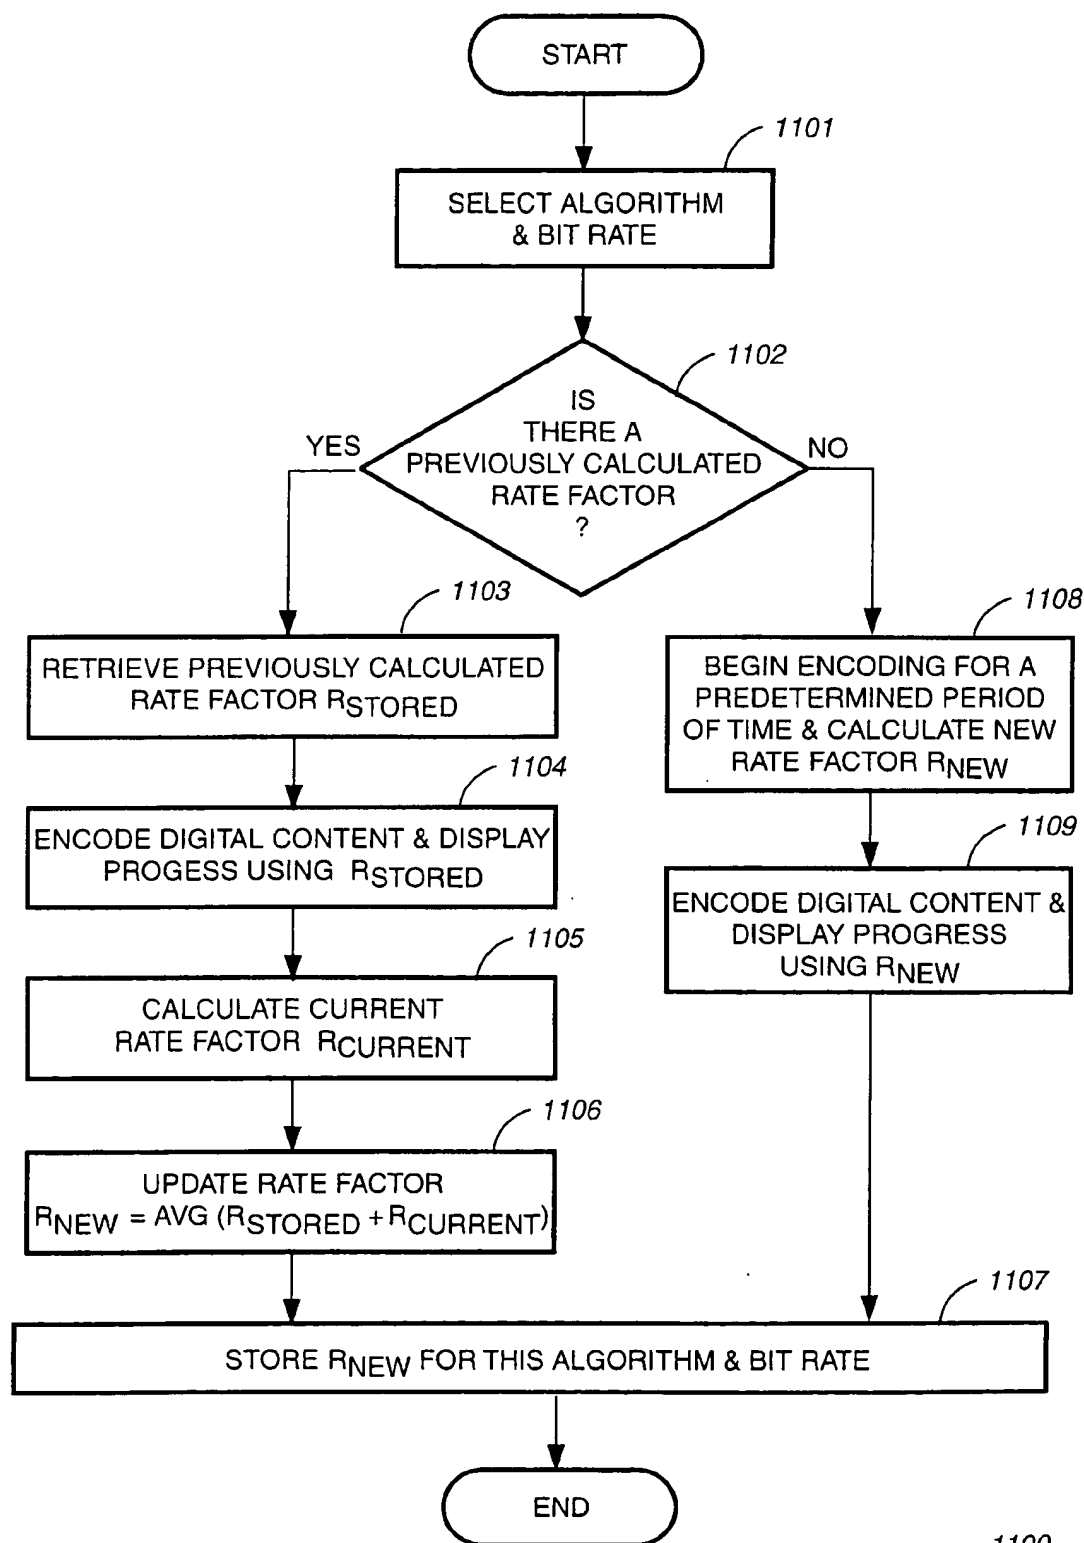 START
1101
SELECT ALGORITHM
& BIT RATE
1102
IS
THERE A
PREVIOUSLY CALCULATED
RATE FACTOR
?
YES
NO
1103
RETRIEVE PREVIOUSLY CALCULATED
RATE FACTOR RSTORED
1104
ENCODE DIGITAL CONTENT & DISPLAY
PROGESS USING RSTORED
1105
CALCULATE CURRENT
RATE FACTOR RCURRENT
1106
UPDATE RATE FACTOR
RNEW = AVG (RSTORED + RCURRENT)
1108
BEGIN ENCODING FOR A
PREDETERMINED PERIOD
OF TIME & CALCULATE NEW
RATE FACTOR RNEW
1109
ENCODE DIGITAL CONTENT &
DISPLAY PROGRESS
USING RNEW
1107
STORE RNEW FOR THIS ALGORITHM & BIT RATE
END